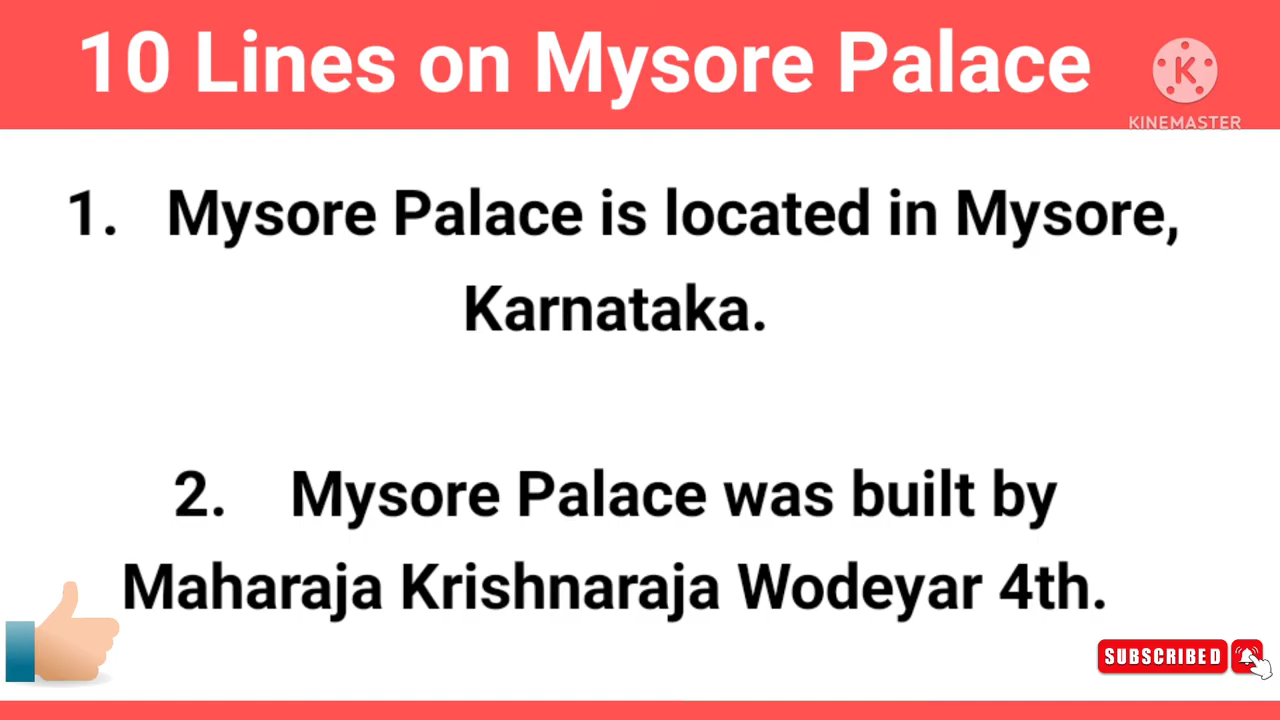 10 Lines on Mysore Palace
K
KINEMASTER
1. Mysore Palace is located in Mysore,
Karnataka.
2. Mysore Palace was built by
Maharaja Krishnaraja Wodeyar 4th.
SUBSCRIBED